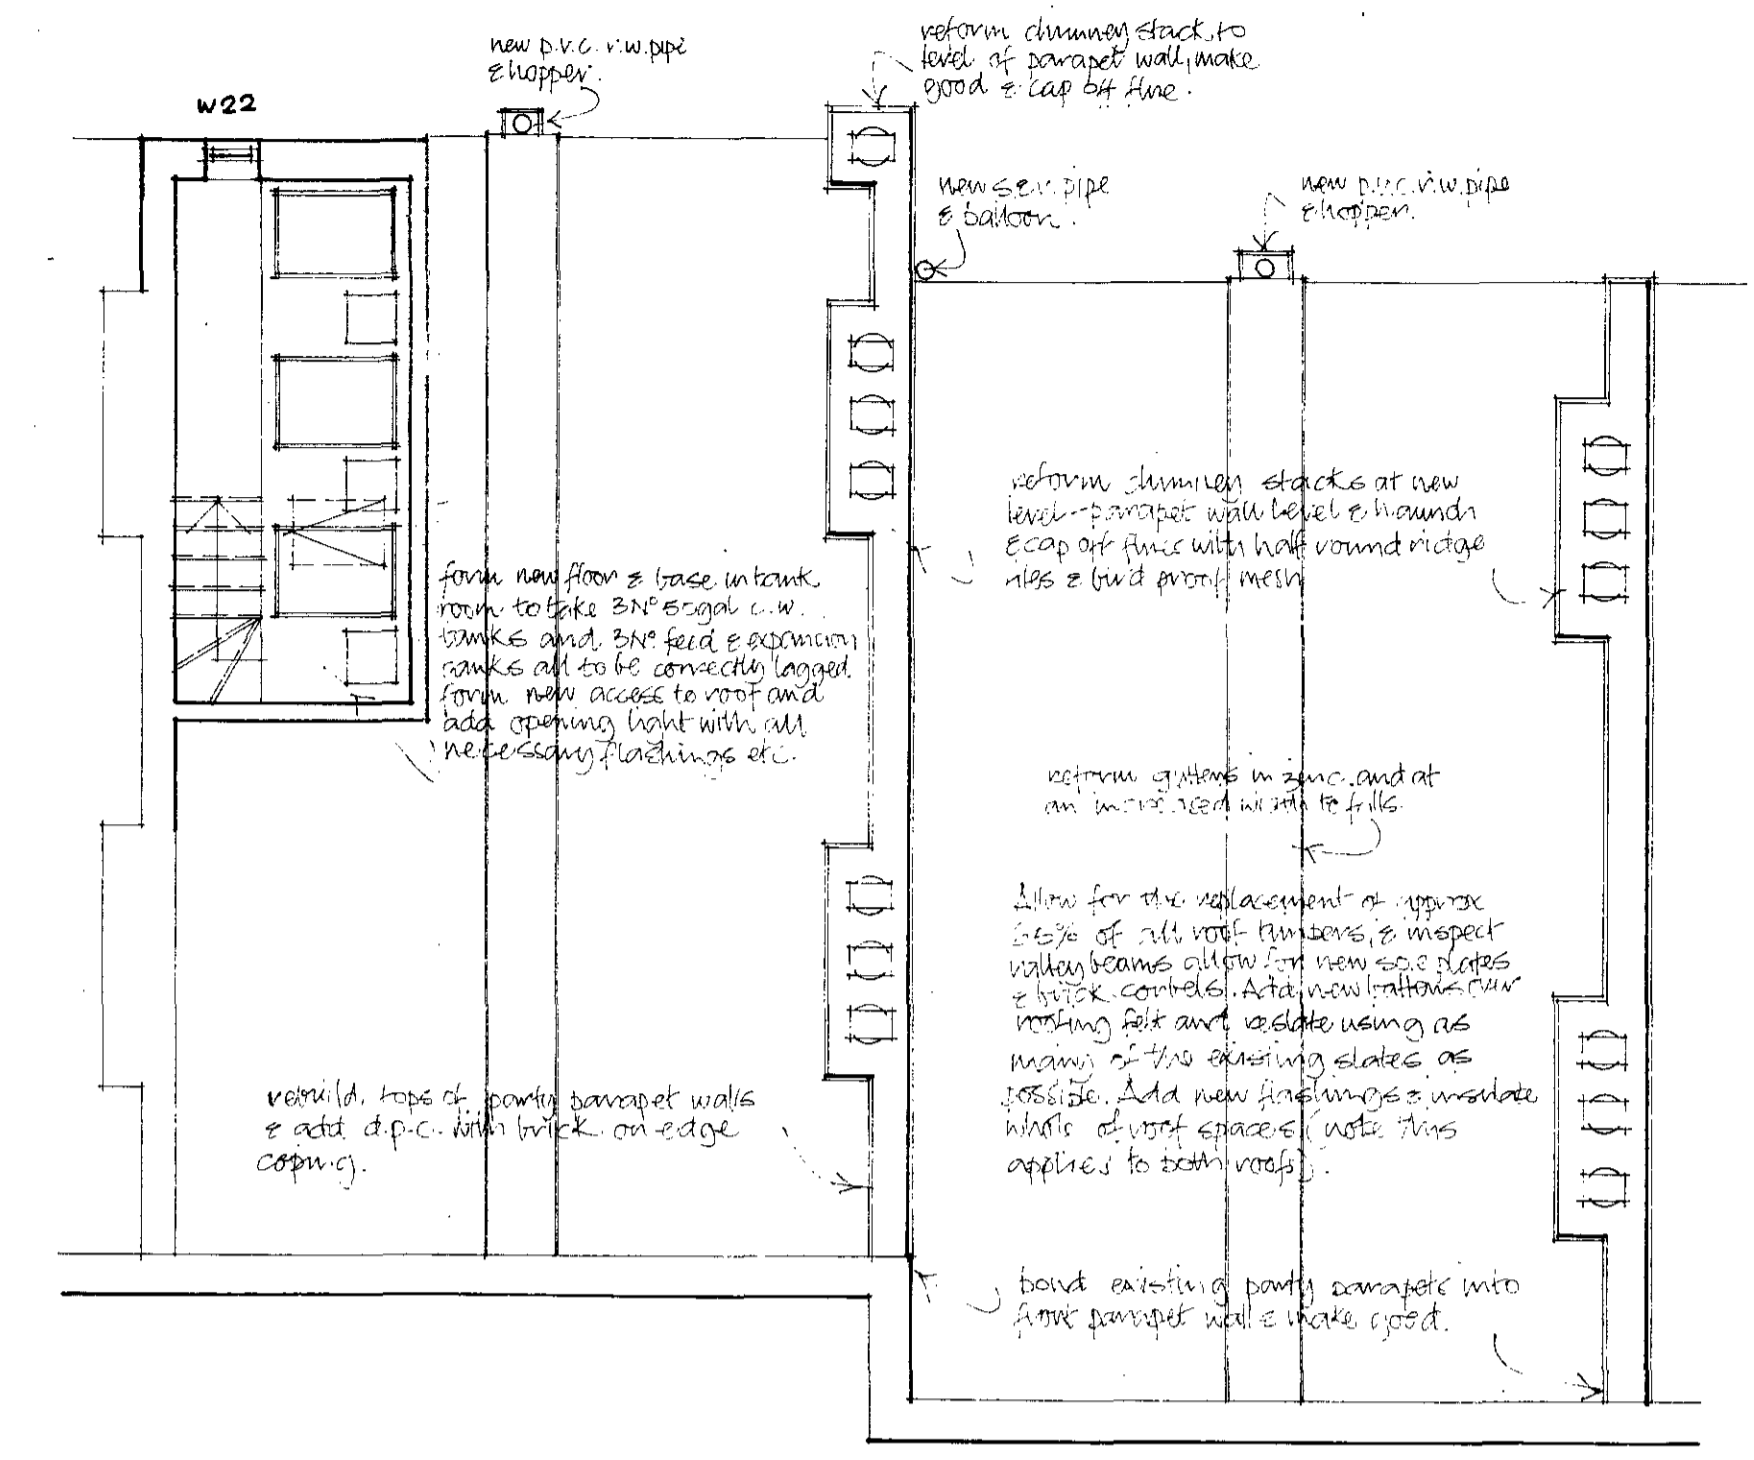 new p.v.c. r.w. pipe
& hopper.
reform chimney stack to
level of parapet wall, make
good & cap off flue.
W22
new s.&v. pipe
& balloon.
new p.v.c. r.w. pipe
& hopper.
reform chimney stacks at new
level - parapet wall level & haunch
& cap off flues with half round ridge
tiles & bird proof mesh
form new floor & base in tank
room to take 3Nº 50gal c.w.
tanks and 3Nº feed & expansion
tanks all to be correctly lagged.
form new access to roof and
add opening light with all
necessary flashings etc.
reform gutters in zinc and at
an increased width to falls.
Allow for the replacement of approx
of all roof timbers, & inspect
valley beams allow for new sole plates
& brick corbels. Add new battens over
roofing felt and reslate using as
many of the existing slates as
possible. Add new flashings & insulate
whole of roof spaces (note this
applies to both roofs).
rebuild tops of party parapet walls
& add d.p.c. with brick on edge
coping.
bond existing party parapets into
front parapet wall & make good.